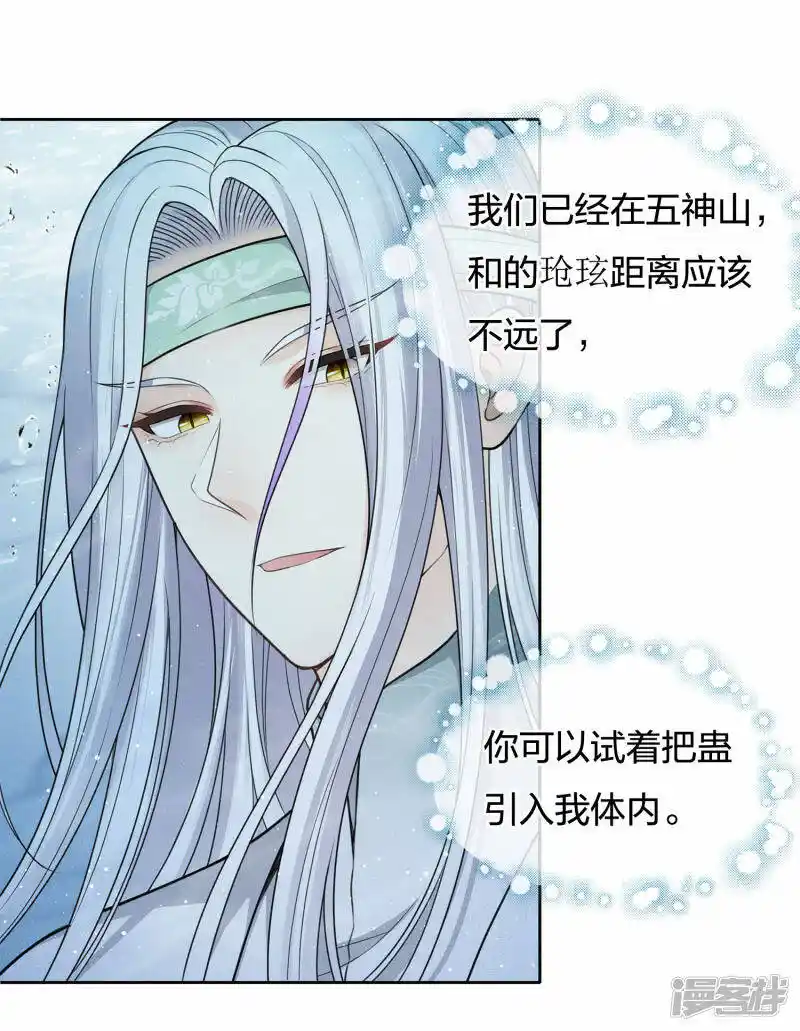 我们已经在五神山，
和的玱玹距离应该
不远了，
你可以试着把蛊
引入我体内。
漫客栈